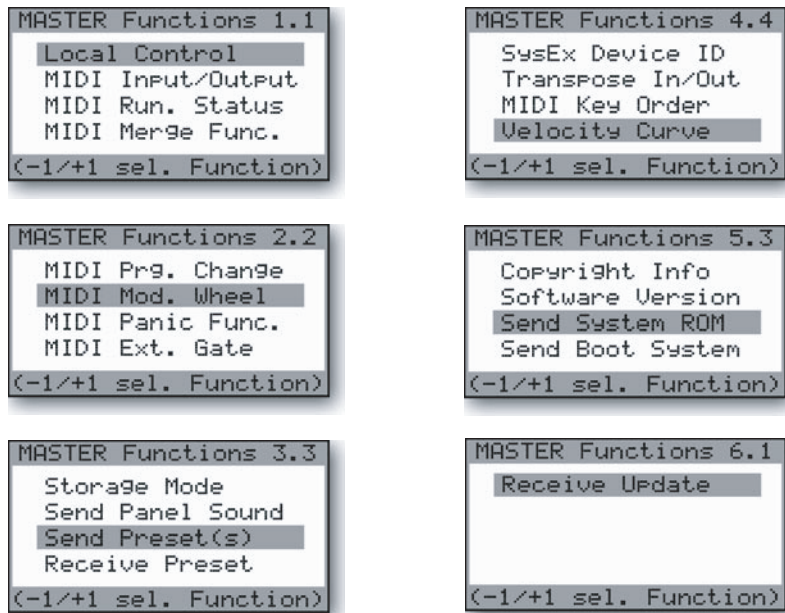 MASTER Functions 1.1
Local Control
MIDI Input/Output
MIDI Run. Status
MIDI Merge Func.
(-1/+1 sel. Function)
MASTER Functions 2.2
MIDI Prg. Change
MIDI Mod. Wheel
MIDI Panic Func.
MIDI Ext. Gate
(-1/+1 sel. Function)
MASTER Functions 3.3
Storage Mode
Send Panel Sound
Send Preset(s)
Receive Preset
(-1/+1 sel. Function)
MASTER Functions 4.4
SysEx Device ID
Transpose In/Out
MIDI Key Order
Velocity Curve
(-1/+1 sel. Function)
MASTER Functions 5.3
Copyright Info
Software Version
Send System ROM
Send Boot System
(-1/+1 sel. Function)
MASTER Functions 6.1
Receive Update
(-1/+1 sel. Function)